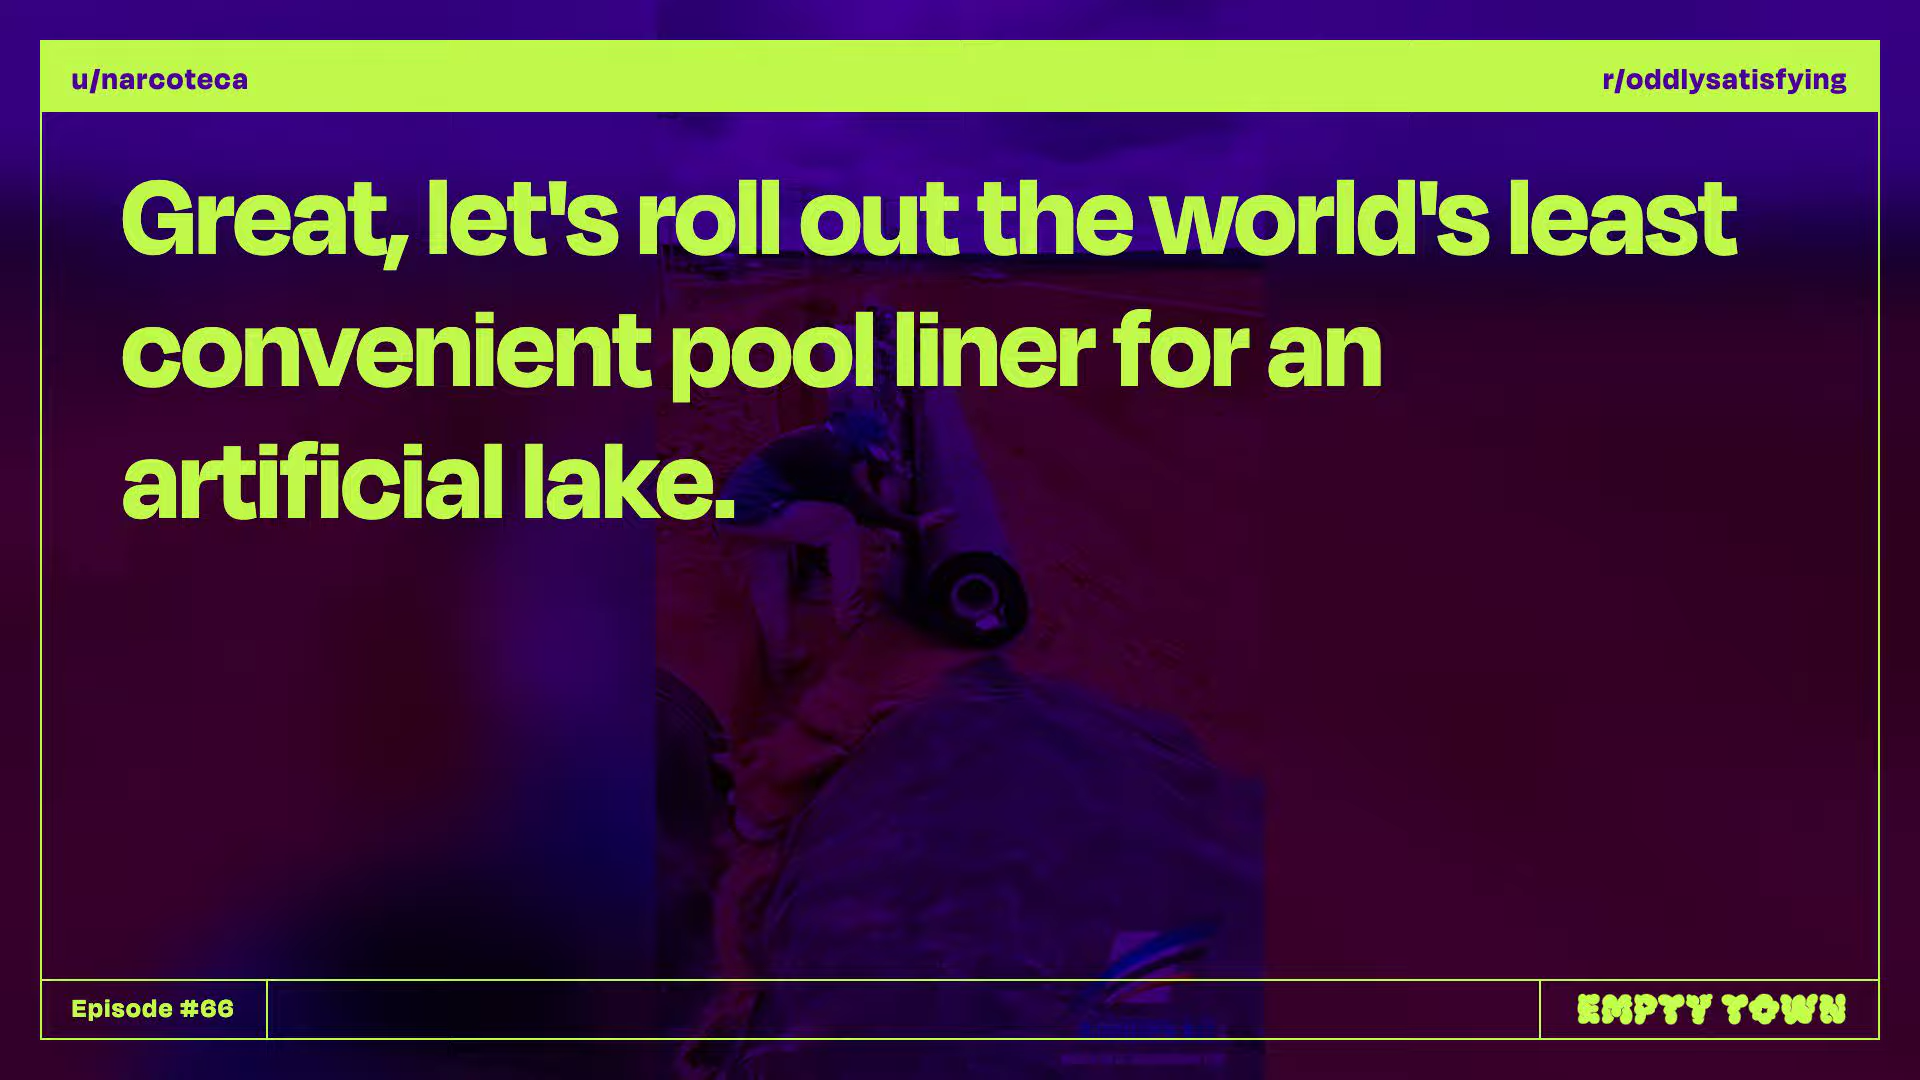 u/narcoteca
r/oddlysatisfying
Great, let's roll out the world's least
convenient pool liner for an
artificial lake.
Episode #66
EMPTY TOWN